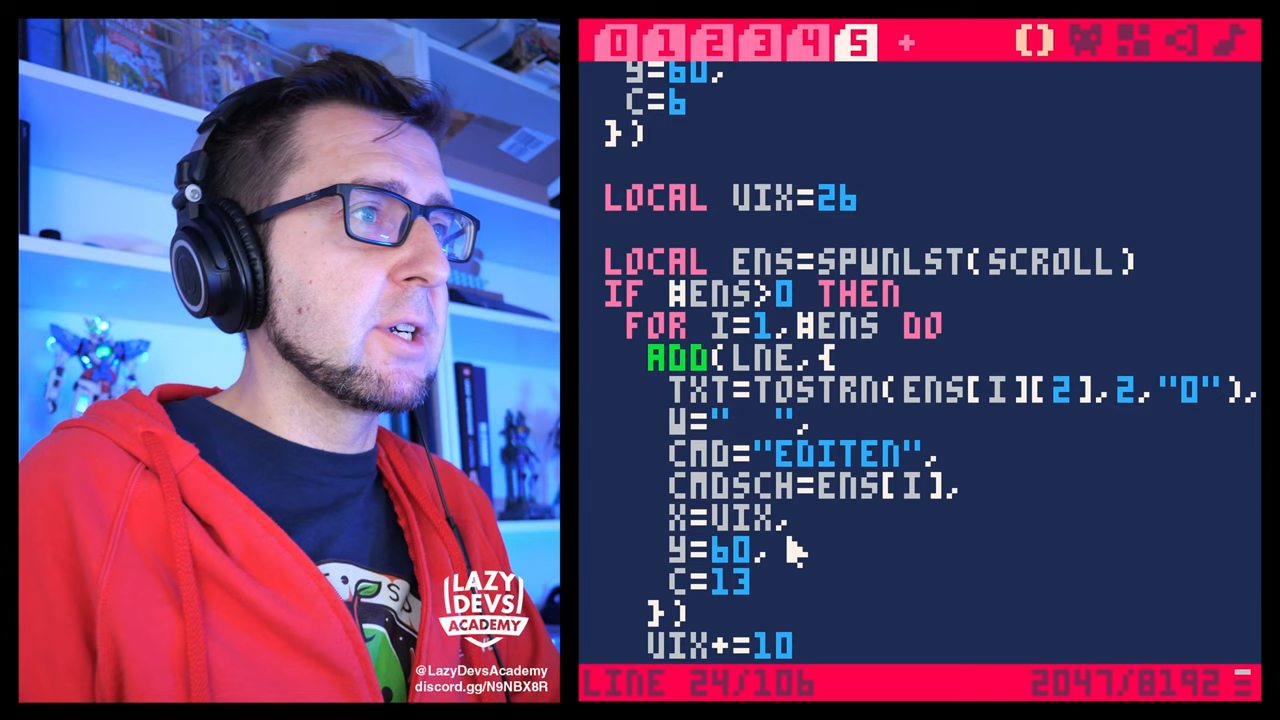 0 1 2 3 4 5 + ()
Y=60,
C=6
})
LOCAL VIX=26
LOCAL ENS=SPWNLST(SCROLL)
IF #ENS>0 THEN
FOR I=1,#ENS DO
ADD(LNE,{
TXT=TOSTRN(ENS[I][2],2,"0"),
W="  ",
CMD="EDITEN",
CMDSCH=ENS[I],
X=VIX,
Y=60,
C=13
})
VIX+=10
LINE 24/106 2047/8192
LAZY
DEVS
ACADEMY
@LazyDevsAcademy
discord.gg/N9NBX8R